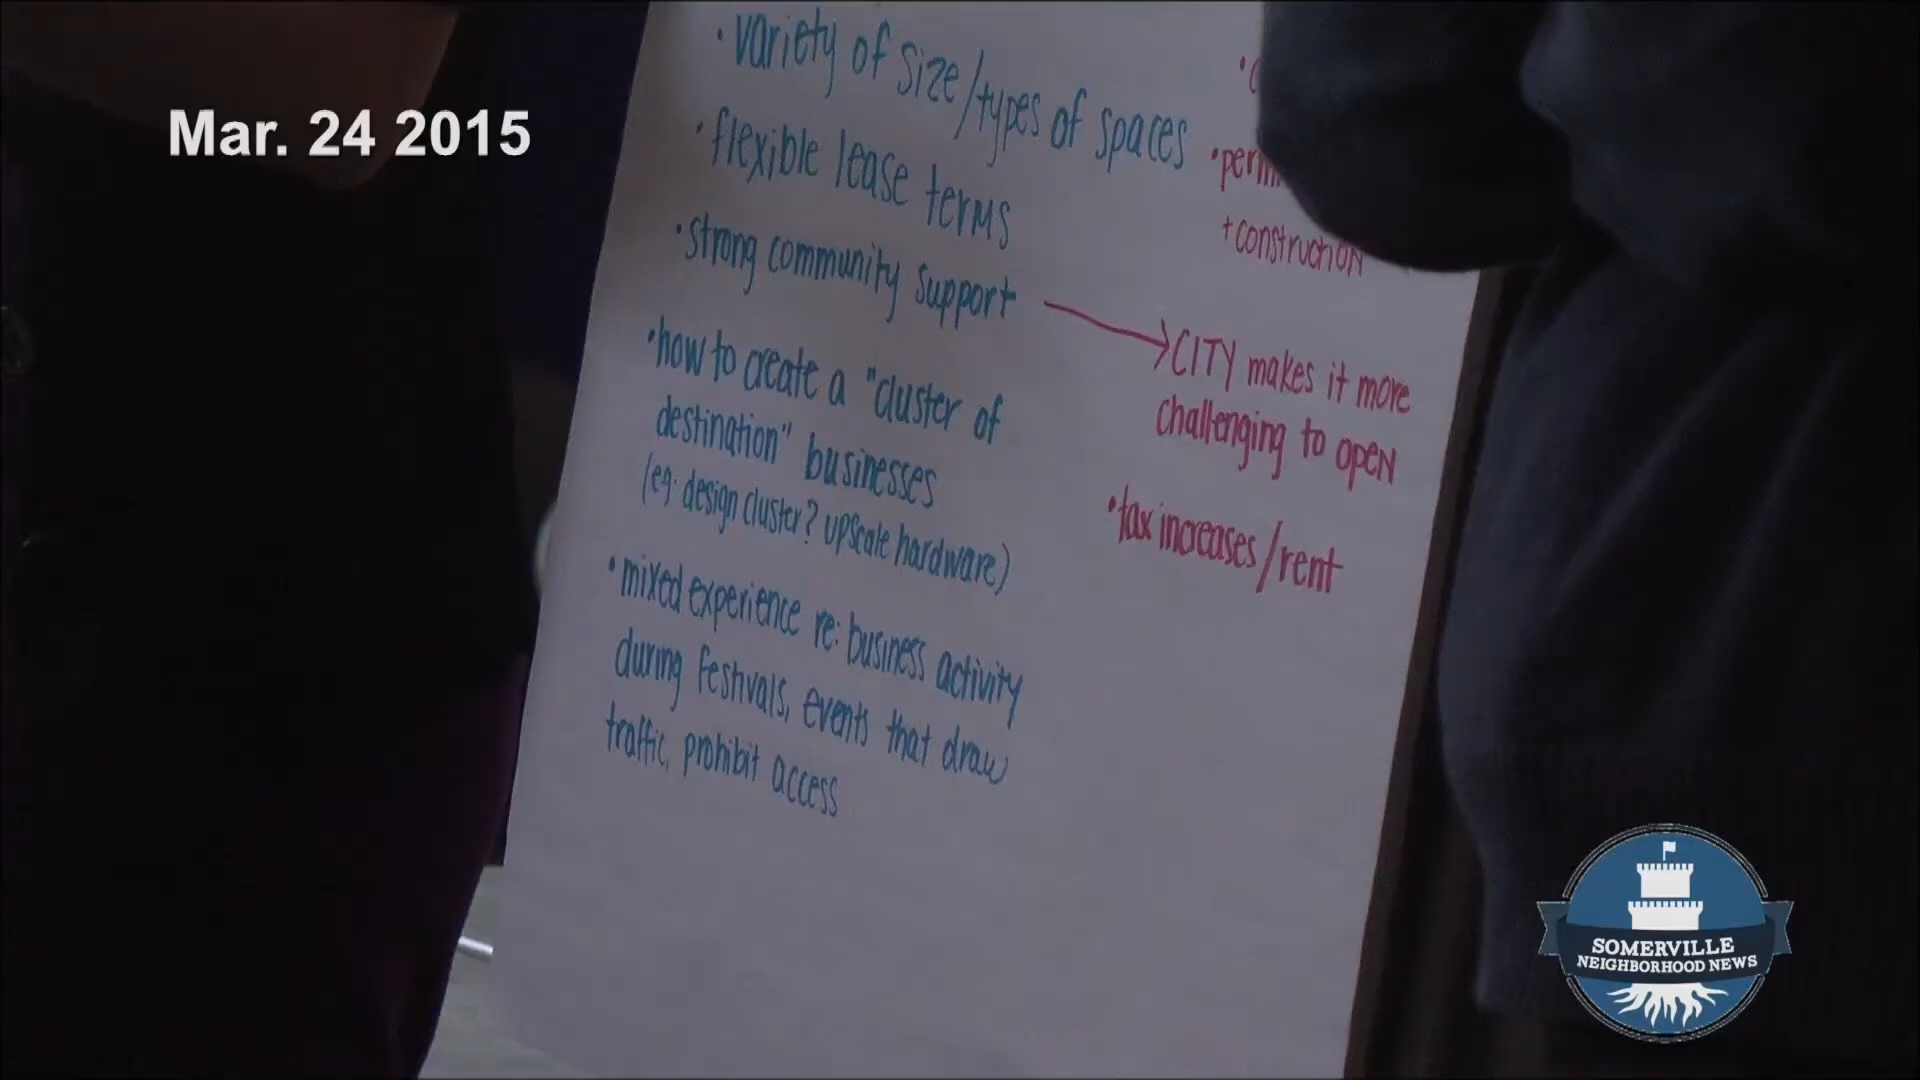 Mar. 24 2015
• variety of size/types of spaces
• flexible lease terms
• strong community support
• how to create a "cluster of
destination" businesses
(eg. design cluster? upscale hardware)
• mixed experience re: business activity
during festivals, events that draw
traffic, prohibit access
+ construction
→ CITY makes it more
challenging to open
• tax increases/rent
SOMERVILLE
NEIGHBORHOOD NEWS